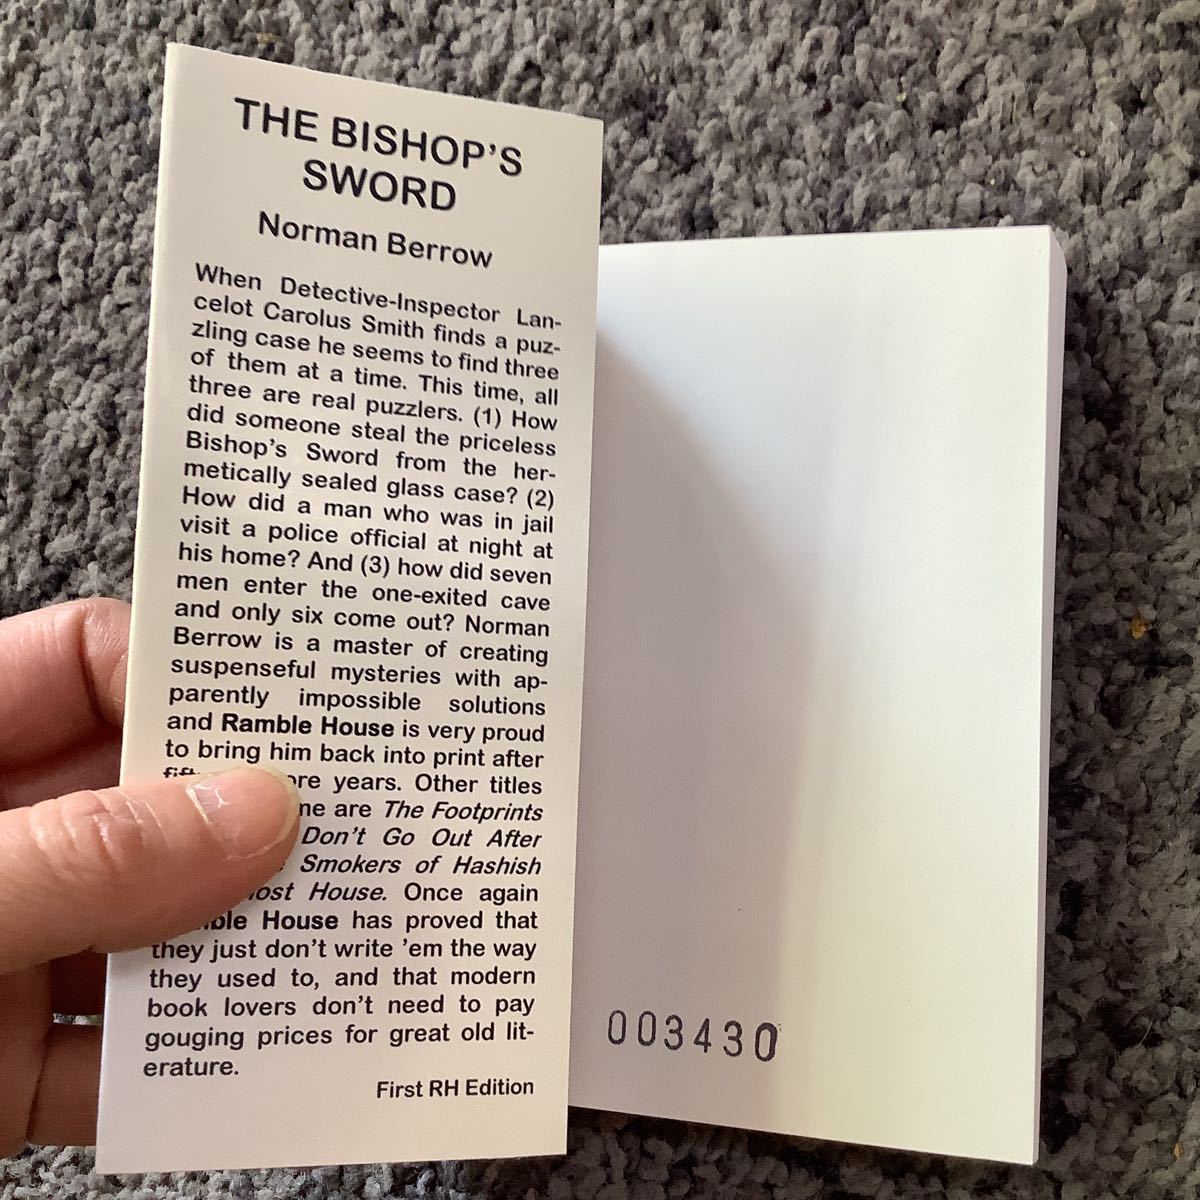 THE BISHOP'S
SWORD
Norman Berrow
When Detective-Inspector Lan-
celot Carolus Smith finds a puz-
zling case he seems to find three
of them at a time. This time, all
three are real puzzlers. (1) How
did someone steal the priceless
Bishop's Sword from the her-
metically sealed glass case? (2)
How did a man who was in jail
visit a police official at night at
his home? And (3) how did seven
men enter the one-exited cave
and only six come out? Norman
Berrow is a master of creating
suspenseful mysteries with ap-
parently impossible solutions
and Ramble House is very proud
to bring him back into print after
years. Other titles
are The Footprints
Don't Go Out After
Smokers of Hashish
House. Once again
House has proved that
they just don't write 'em the way
they used to, and that modern
book lovers don't need to pay
gouging prices for great old lit-
erature.
First RH Edition
003430